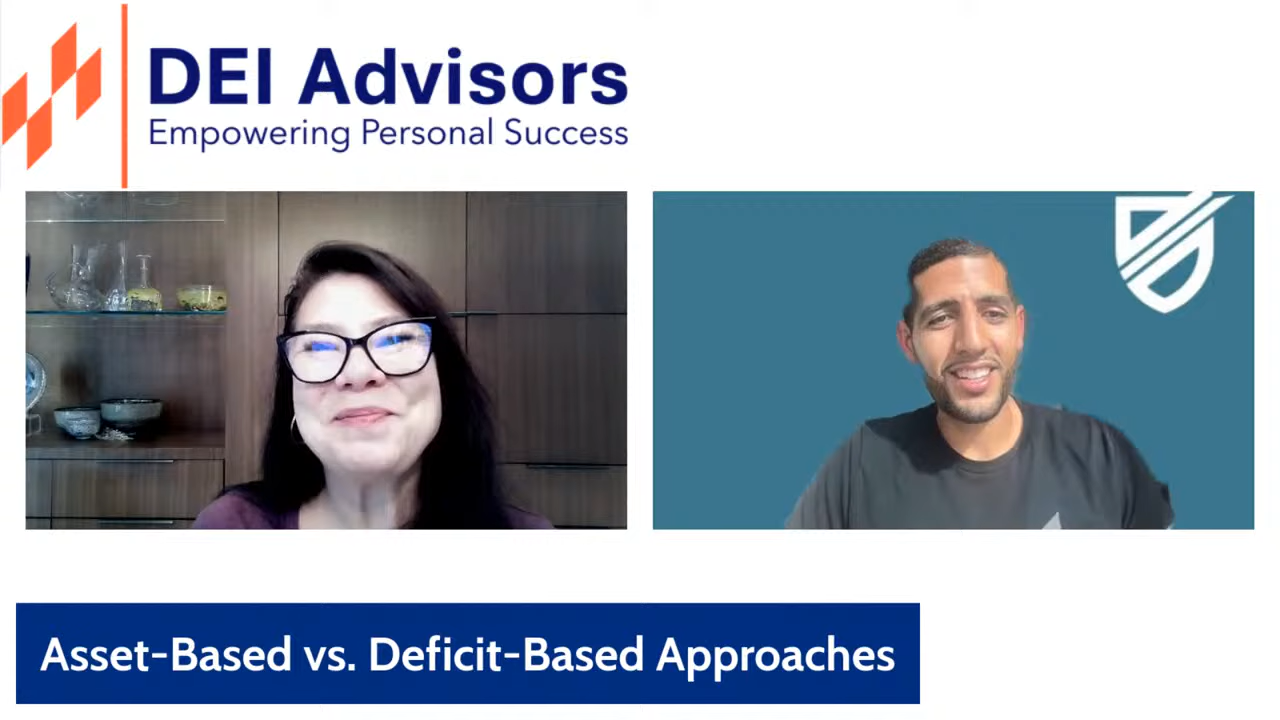 DEI Advisors
Empowering Personal Success
Asset-Based vs. Deficit-Based Approaches